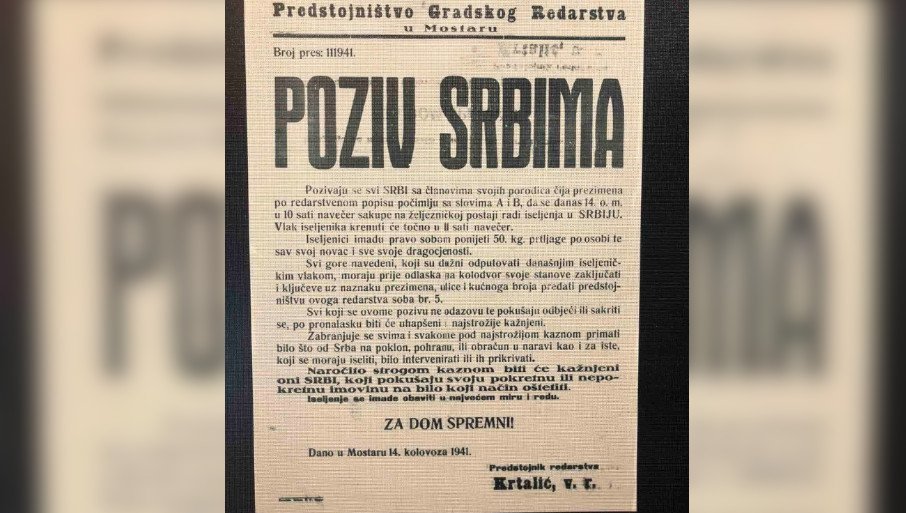 Predstojništvo Gradskog Redarstva
u Mostaru
Broj pres: 111941.
POZIV SRBIMA
Pozivaju se svi SRBI sa članovima svojih porodica čija prezimena
po redarstvenom popisu počimlju sa slovima A i B, da se danas 14. o. m.
u 10 sati navečer sakupe na željezničkoj postaji radi iseljenja u SRBIJU.
Vlak iseljenika krenuti će točno u 11 sati navečer.
Iseljenici imadu pravo sobom ponijeti 50. kg. prtljage po osobi te
sav svoj novac i sve svoje dragocjenosti.
Svi gore navedeni, koji su dužni odputovati današnjim iseljenič-
kim vlakom, moraju prije odlaska na kolodvor svoje stanove zaključati
i ključeve uz naznaku prezimena, ulice i kućnoga broja predati predstoj-
ništvu ovoga redarstva soba br. 5.
Svi koji se ovome pozivu ne odazovu te pokušaju odbjeći ili sakriti
se, po pronalasku biti će uhapšeni i najstrožije kažnjeni.
Zabranjuje se svima i svakome pod najstrožijom kaznom primati
bilo što od Srba na poklon, pohranu, ili obračun u naravi kao i za iste,
koji se moraju iseliti, bilo intervenirati ili ih prikrivati.
Naročito strogom kaznom biti će kažnjeni
oni SRBI, koji pokušaju svoju pokretnu ili nepo-
kretnu imovinu na bilo koji način oštetiti.
Iseljenje se imade obaviti u najvećem miru i redu.
ZA DOM SPREMNI!
Dano u Mostaru 14. kolovoza 1941.
Predstojnik redarstva
Krtalić, v. r.